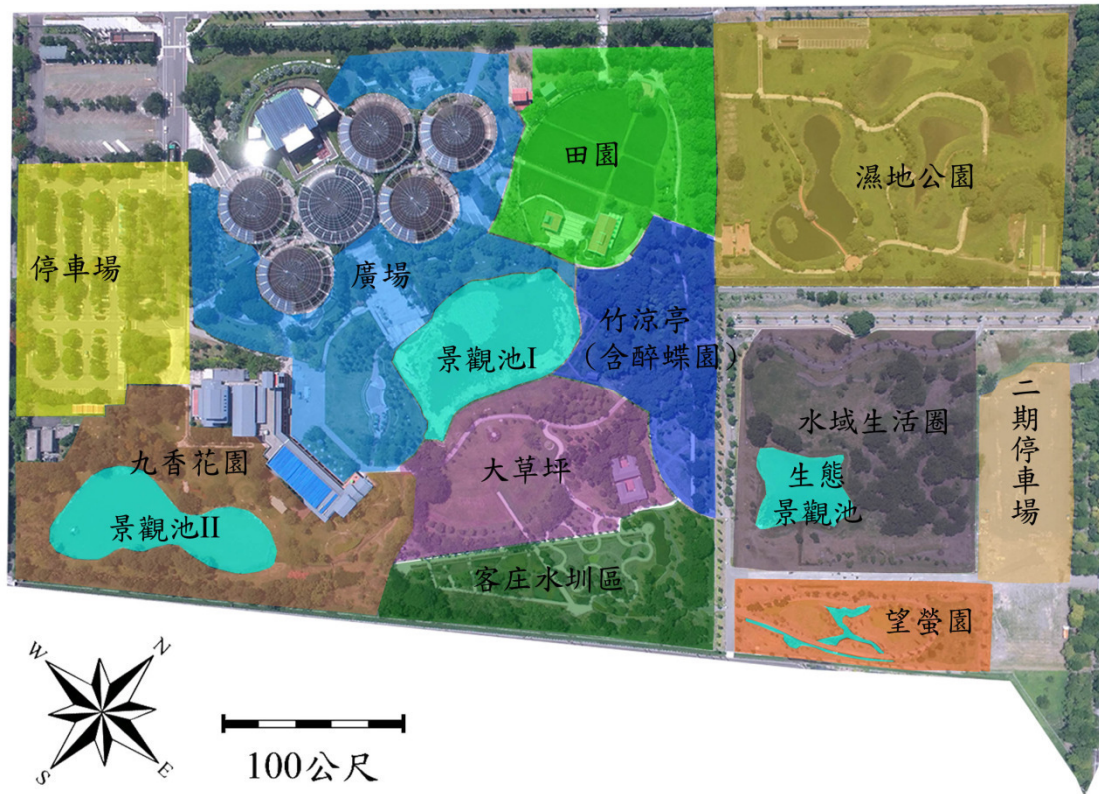 田園
濕地公園
停車場
廣場
竹涼亭
（含醉蝶園）
景觀池I
二期停車場
水域生活圈
九香花園
大草坪
生態
景觀池
景觀池II
客庄水圳區
望螢園
W
N
S
E
100公尺